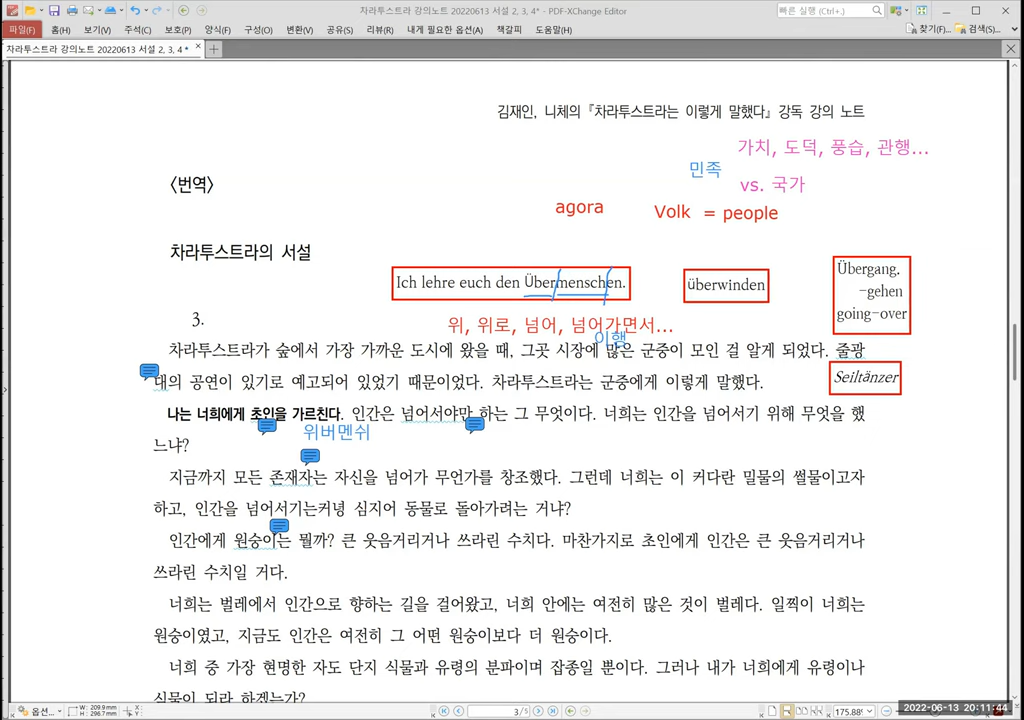 차라투스트라 강의노트 20220613 서설 2, 3, 4* - PDF-XChange Editor
빠른 실행 (Ctrl+.)
파일(F) 홈(H) 보기(V) 주석(C) 보호(P) 양식(F) 구성(O) 변환(V) 공유(S) 리뷰(R) 내게 필요한 옵션(A) 책갈피 도움말(H)
찾기(F)... 검색(S)...
차라투스트라 강의노트 20220613 서설 2, 3, 4 *
김재인, 니체의 『차라투스트라는 이렇게 말했다』 강독 강의 노트
가치, 도덕, 풍습, 관행...
민족
〈번역〉
vs. 국가
agora
Volk = people
차라투스트라의 서설
Ich lehre euch den Übermenschen.
überwinden
Übergang.
-gehen
going-over
3.
위, 위로, 넘어, 넘어가면서...
이행
차라투스트라가 숲에서 가장 가까운 도시에 왔을 때, 그곳 시장에 많은 군중이 모인 걸 알게 되었다. 줄광
대의 공연이 있기로 예고되어 있었기 때문이었다. 차라투스트라는 군중에게 이렇게 말했다.
Seiltänzer
나는 너희에게 초인을 가르친다. 인간은 넘어서야만 하는 그 무엇이다. 너희는 인간을 넘어서기 위해 무엇을 했
느냐?
위버멘쉬
지금까지 모든 존재자는 자신을 넘어가 무언가를 창조했다. 그런데 너희는 이 커다란 밀물의 썰물이고자
하고, 인간을 넘어서기는커녕 심지어 동물로 돌아가려는 거냐?
인간에게 원숭이는 뭘까? 큰 웃음거리거나 쓰라린 수치다. 마찬가지로 초인에게 인간은 큰 웃음거리거나
쓰라린 수치일 거다.
너희는 벌레에서 인간으로 향하는 길을 걸어왔고, 너희 안에는 여전히 많은 것이 벌레다. 일찍이 너희는
원숭이였고, 지금도 인간은 여전히 그 어떤 원숭이보다 더 원숭이다.
너희 중 가장 현명한 자도 단지 식물과 유령의 분파이며 잡종일 뿐이다. 그러나 내가 너희에게 유령이나
식물이 되라 하겠는가?
옵션...
W: 209.9mm
H: 296.7mm
X:
Y:
3/5
175.88%
2022-06-13 20:11:44